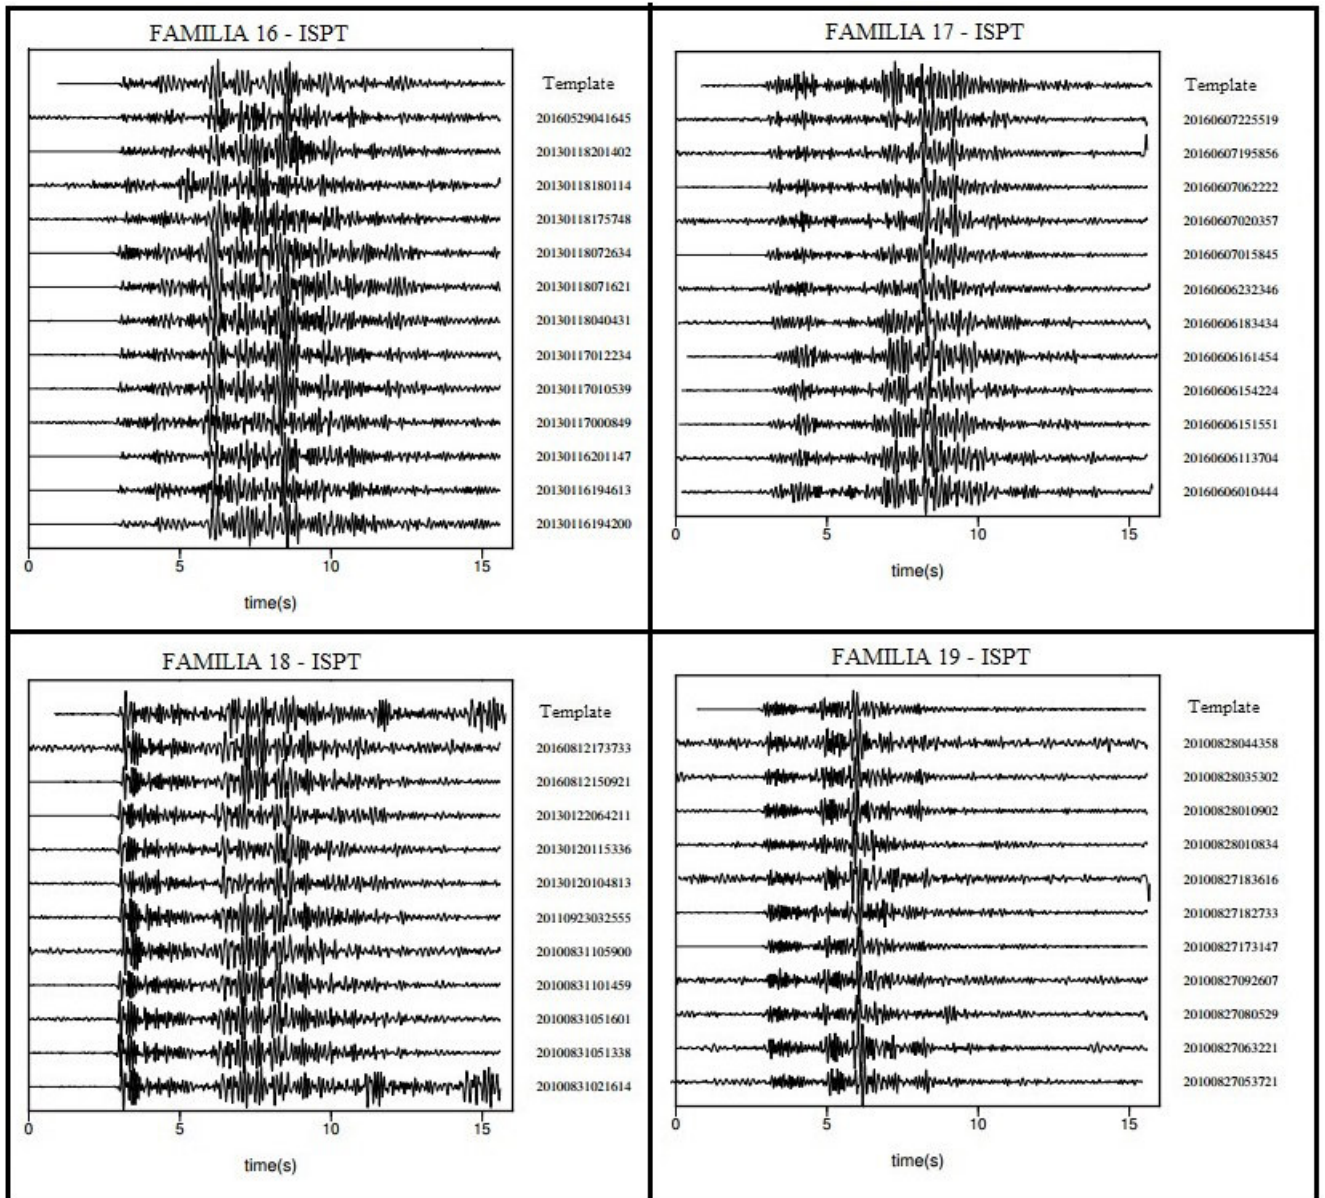 FAMILIA 16 - ISPT
Template
20160529041645
20130118201402
20130118180114
20130118175748
20130118072634
20130118071621
20130118040431
20130117012234
20130117010539
20130117000849
20130116201147
20130116194613
20130116194200
0 5 10 15
time(s)
FAMILIA 17 - ISPT
Template
20160607225519
20160607195856
20160607062222
20160607020357
20160607015845
20160606232346
20160606183434
20160606161454
20160606154224
20160606151551
20160606113704
20160606010444
0 5 10 15
time(s)
FAMILIA 18 - ISPT
Template
20160812173733
20160812150921
20130122064211
20130120115336
20130120104813
20110923032555
20100831105900
20100831101459
20100831051601
20100831051338
20100831021614
0 5 10 15
time(s)
FAMILIA 19 - ISPT
Template
20100828044358
20100828035302
20100828010902
20100828010834
20100827183616
20100827182733
20100827173147
20100827092607
20100827080529
20100827063221
20100827053721
0 5 10 15
time(s)